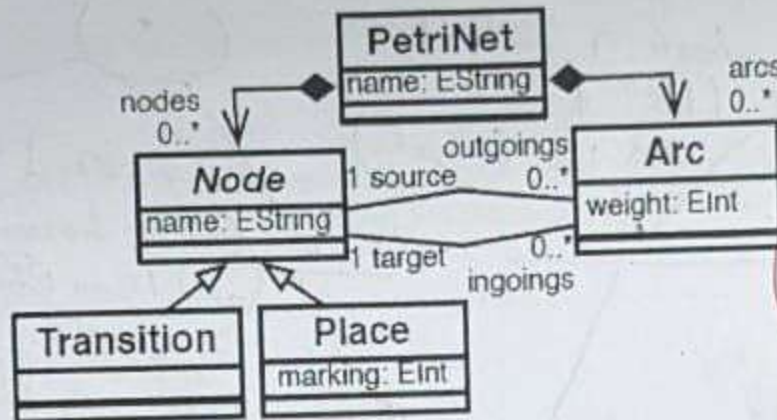 PetriNet
name: EString
nodes
0..*
arcs
0..*
Node
name: EString
1 source
outgoings
0..*
1 target
0..*
ingoings
Arc
weight: EInt
Transition
Place
marking: EInt